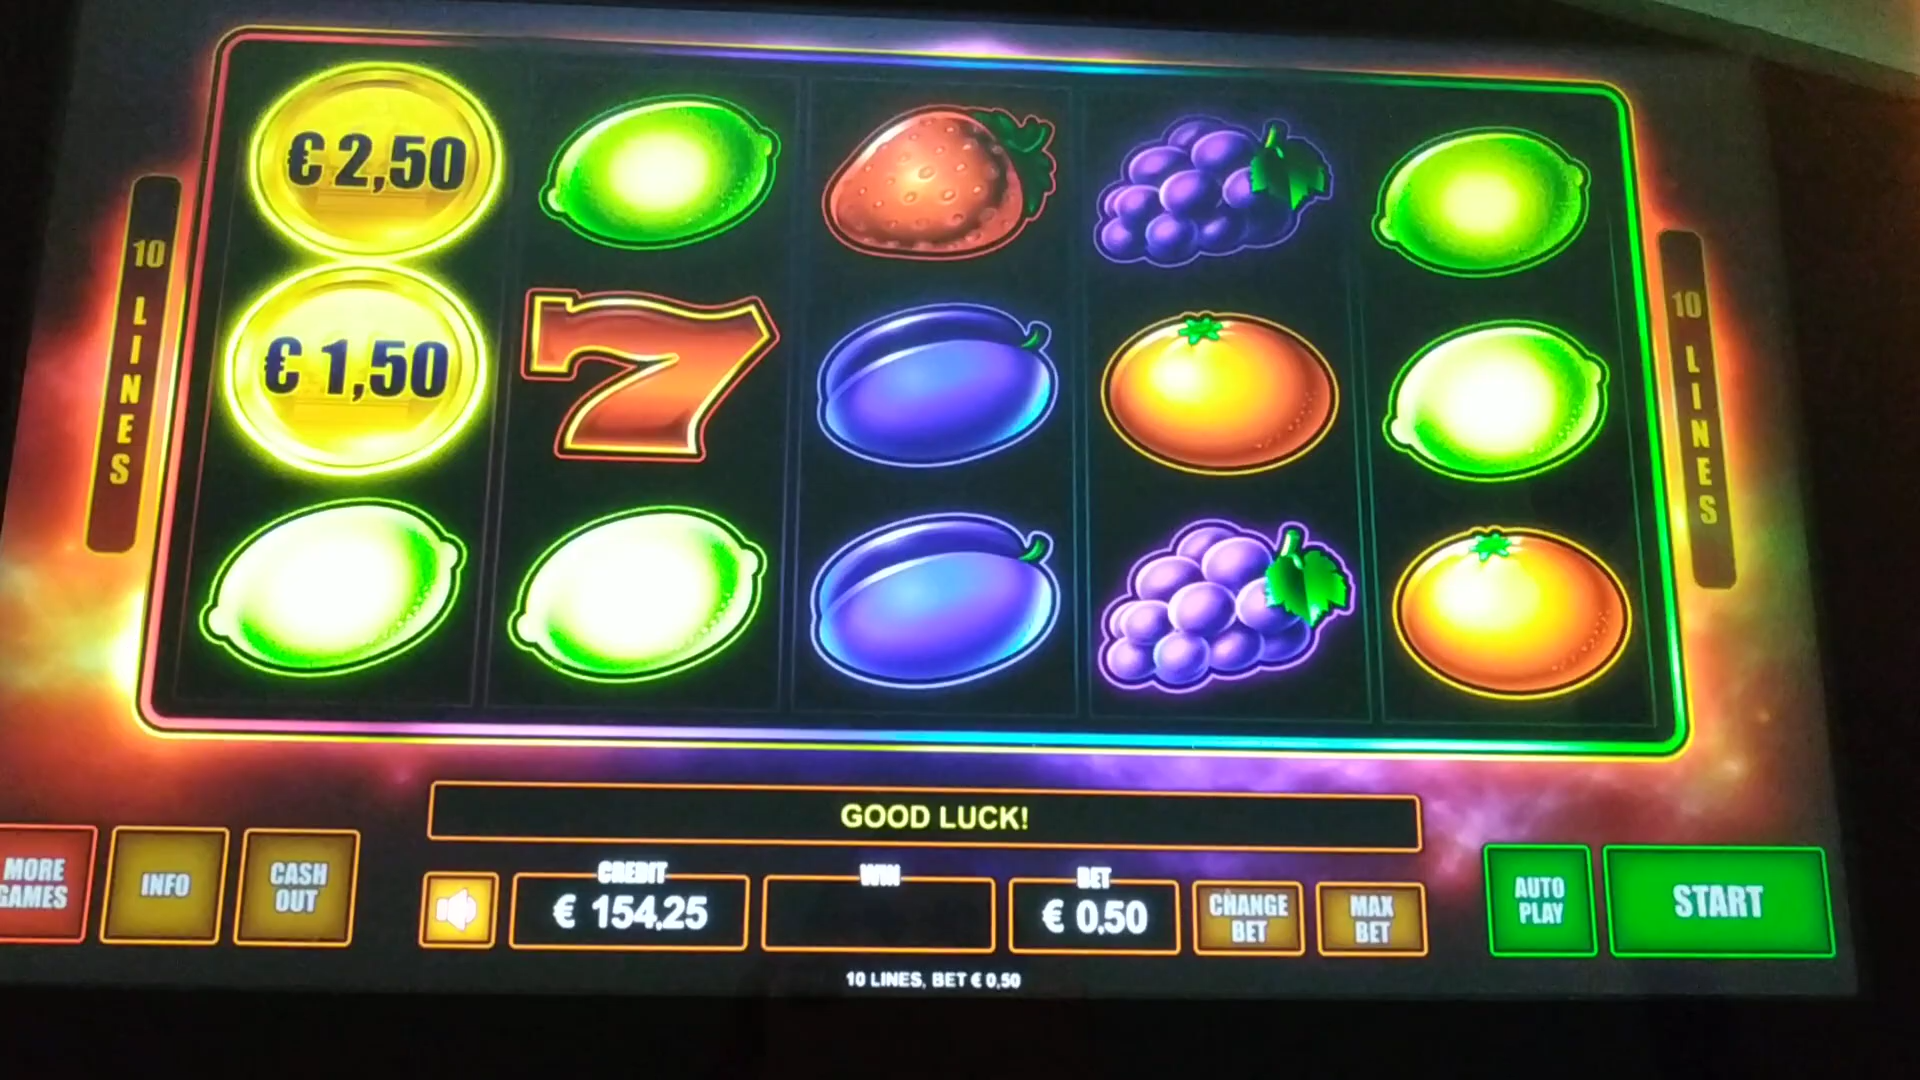 € 2,50
€ 1,50
10 LINES
10 LINES
7
GOOD LUCK!
MORE GAMES
INFO
CASH OUT
CREDIT
€ 154,25
WIN
BET
€ 0,50
CHANGE BET
MAX BET
AUTO PLAY
START
10 LINES, BET € 0,50